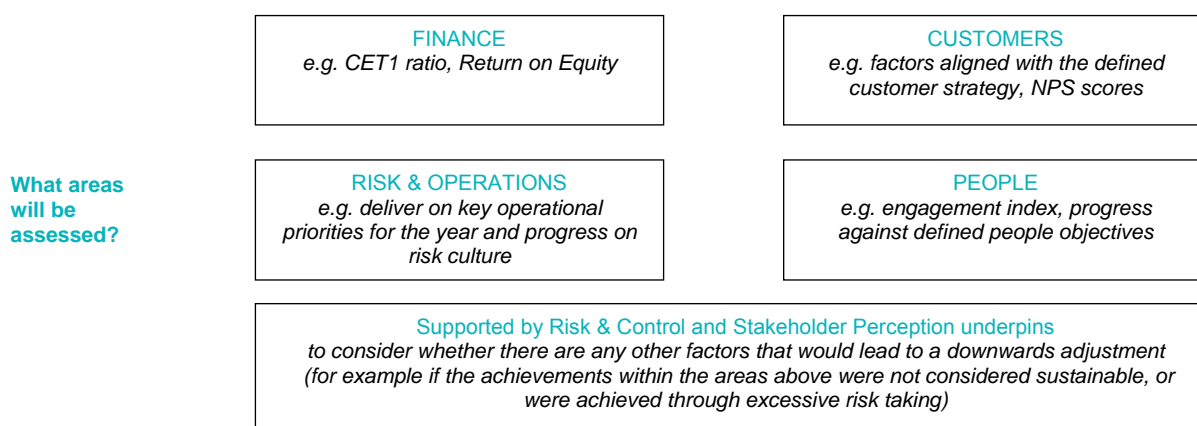 FINANCE
e.g. CET1 ratio, Return on Equity
CUSTOMERS
e.g. factors aligned with the defined
customer strategy, NPS scores
What areas
will be
assessed?
RISK & OPERATIONS
e.g. deliver on key operational
priorities for the year and progress on
risk culture
PEOPLE
e.g. engagement index, progress
against defined people objectives
Supported by Risk & Control and Stakeholder Perception underpins
to consider whether there are any other factors that would lead to a downwards adjustment
(for example if the achievements within the areas above were not considered sustainable, or
were achieved through excessive risk taking)